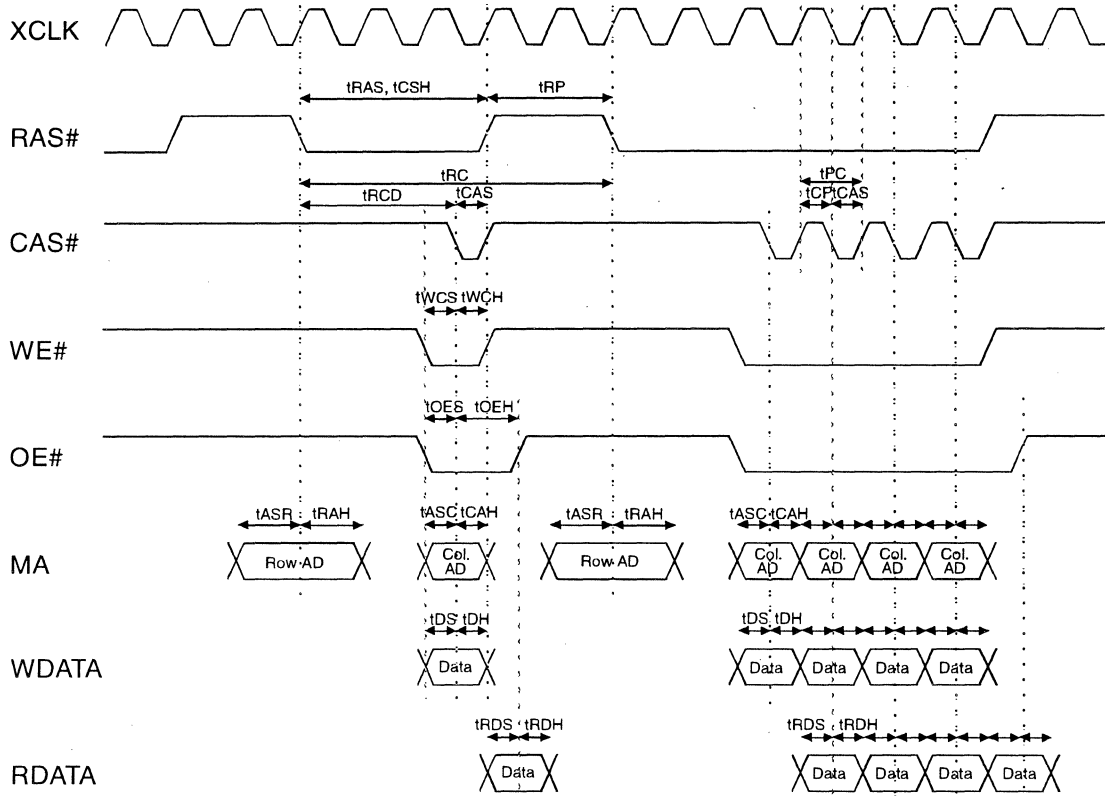 XCLK
tRAS, tCSH
tRP
RAS#
tRC
tPC
tRCD
tCAS
tCP
tCAS
CAS#
tWCS
tWCH
WE#
tOES
tOEH
OE#
tASR
tRAH
tASC
tCAH
tASR
tRAH
tASC
tCAH
MA
Row AD
Col.
AD
Row AD
Col.
AD
Col.
AD
Col.
AD
Col.
AD
tDS
tDH
tDS
tDH
WDATA
Data
Data
Data
Data
Data
tRDS
tRDH
tRDS
tRDH
RDATA
Data
Data
Data
Data
Data